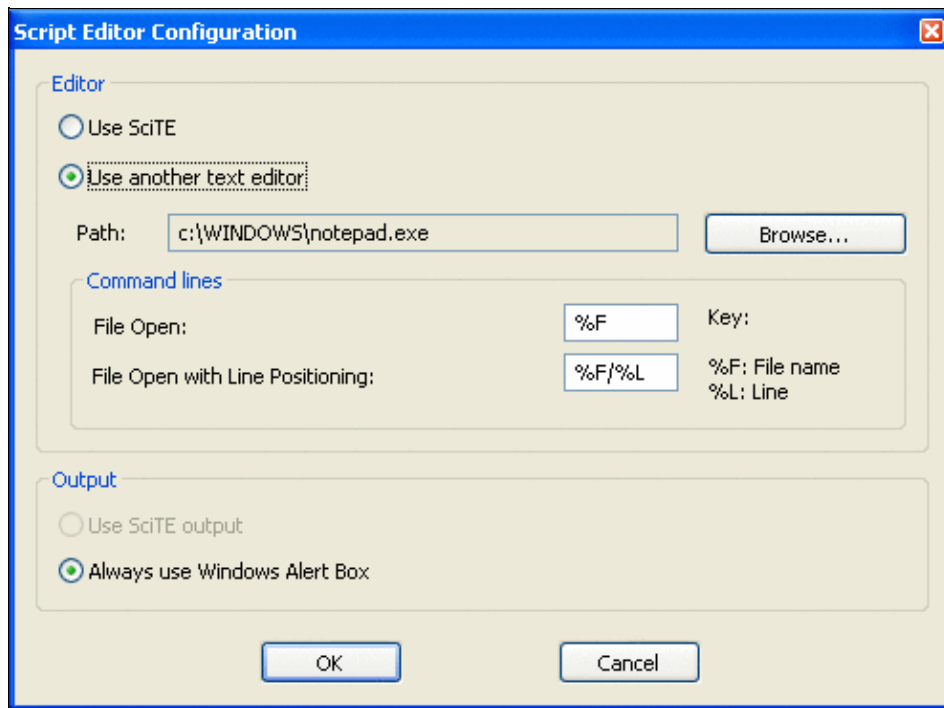 Script Editor Configuration
Editor
Use SciTE
Use another text editor
Path: c:\WINDOWS\notepad.exe Browse...
Command lines
File Open: %F Key:
File Open with Line Positioning: %F/%L %F: File name
%L: Line
Output
Use SciTE output
Always use Windows Alert Box
OK Cancel